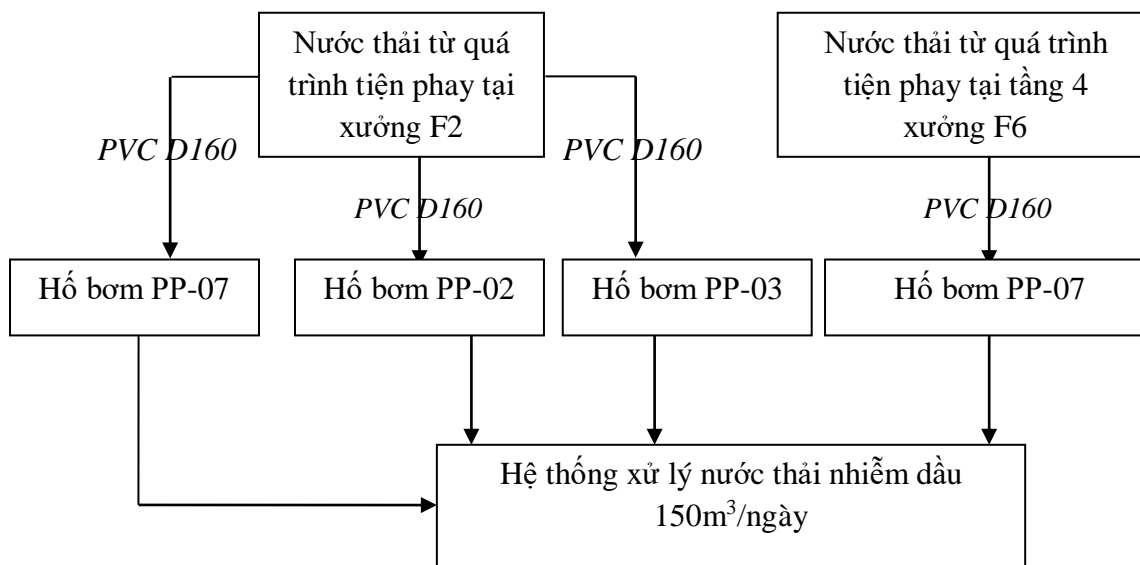 Nước thải từ quá
trình tiện phay tại
xưởng F2
Nước thải từ quá trình
tiện phay tại tầng 4
xưởng F6
PVC D160
PVC D160
PVC D160
PVC D160
Hố bơm PP-07
Hố bơm PP-02
Hố bơm PP-03
Hố bơm PP-07
Hệ thống xử lý nước thải nhiễm dầu
150m³/ngày